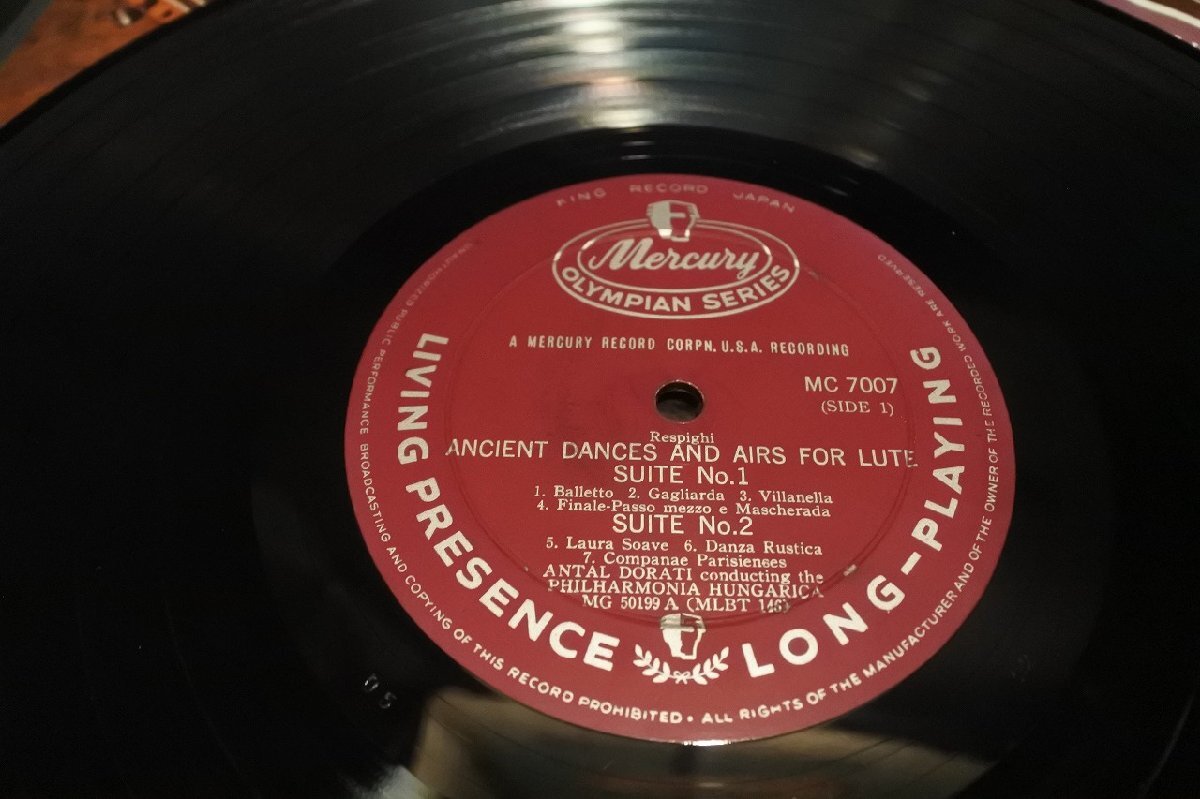 KING RECORD JAPAN
Mercury
OLYMPIAN SERIES
A MERCURY RECORD CORPN. U.S.A. RECORDING
MC 7007
(SIDE 1)
Respighi
ANCIENT DANCES AND AIRS FOR LUTE
SUITE No.1
1. Balletto 2. Gagliarda 3. Villanella
4. Finale-Passo mezzo e Mascherada
SUITE No.2
5. Laura Soave 6. Danza Rustica
7. Companae Parisienees
ANTAL DORATI conducting the
PHILHARMONIA HUNGARICA
MG 50199 A (MLBT 146)
LIVING PRESENCE LONG-PLAYING
UNAUTHORIZED PUBLIC PERFORMANCE BROADCASTING AND COPYING OF THIS RECORD PROHIBITED • ALL RIGHTS OF THE MANUFACTURER AND OF THE OWNER OF THE RECORDED WORK ARE RESERVED